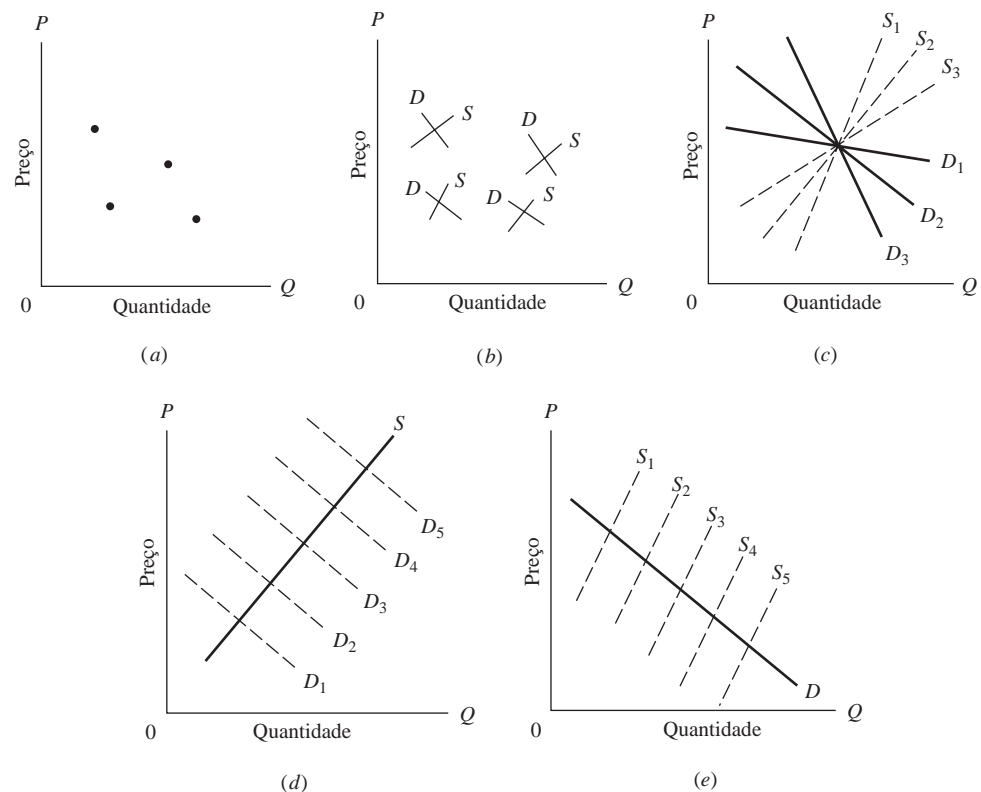 P
Preço
0
Quantidade
Q
(a)
P
Preço
D
S
D
S
D
S
D
S
0
Quantidade
Q
(b)
P
Preço
S1
S2
S3
D1
D2
D3
0
Quantidade
Q
(c)
P
Preço
S
D5
D4
D3
D2
D1
0
Quantidade
Q
(d)
P
Preço
S1
S2
S3
S4
S5
D
0
Quantidade
Q
(e)